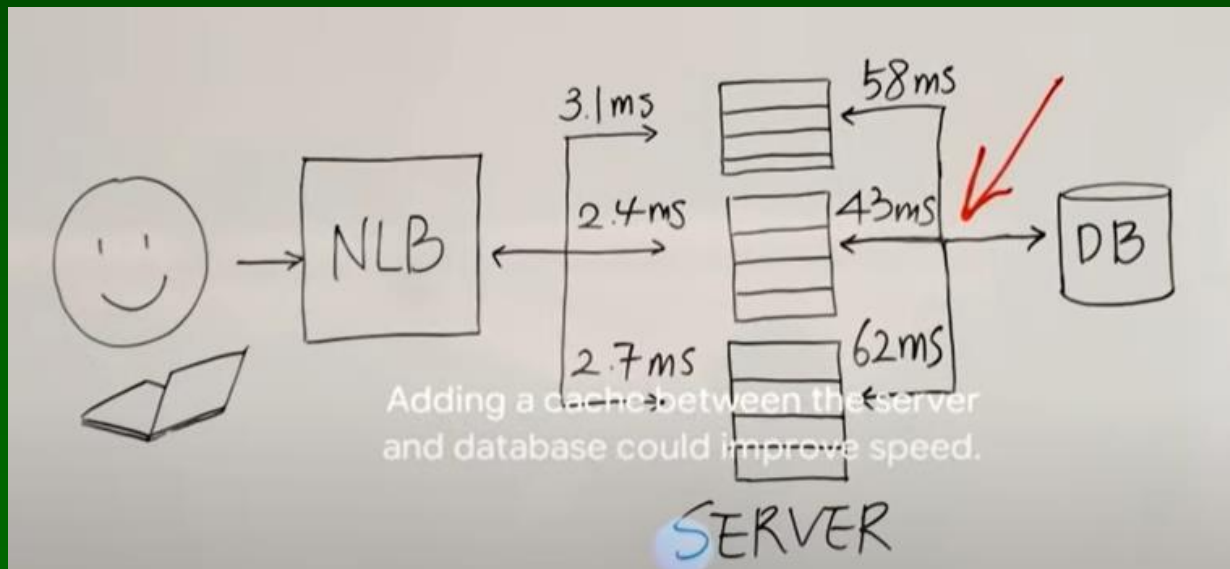 3.1ms
58ms
NLB
2.4ms
43ms
DB
2.7ms
62ms
Adding a cache between the server
and database could improve speed.
SERVER